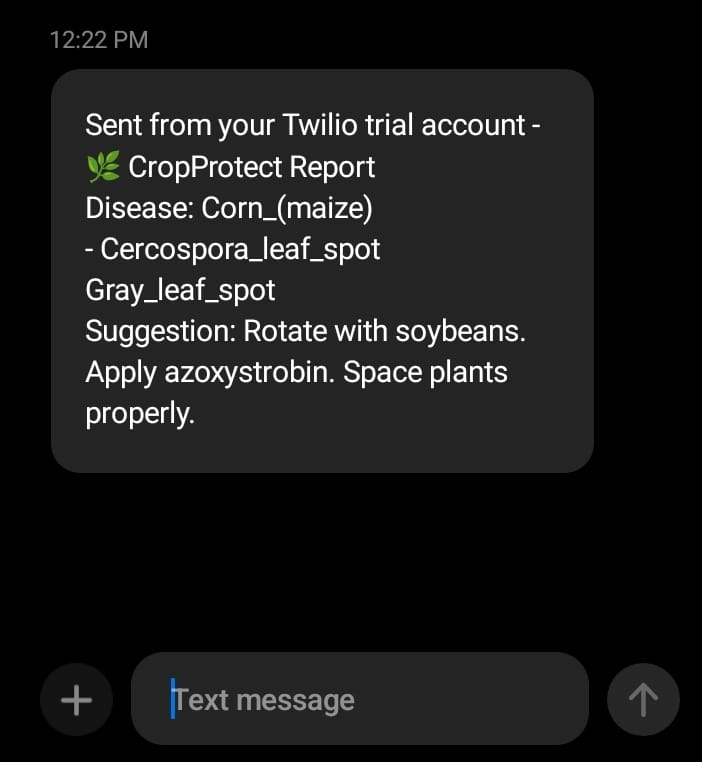 12:22 PM
Sent from your Twilio trial account -
🌿 CropProtect Report
Disease: Corn_(maize)
- Cercospora_leaf_spot
Gray_leaf_spot
Suggestion: Rotate with soybeans.
Apply azoxystrobin. Space plants
properly.
Text message